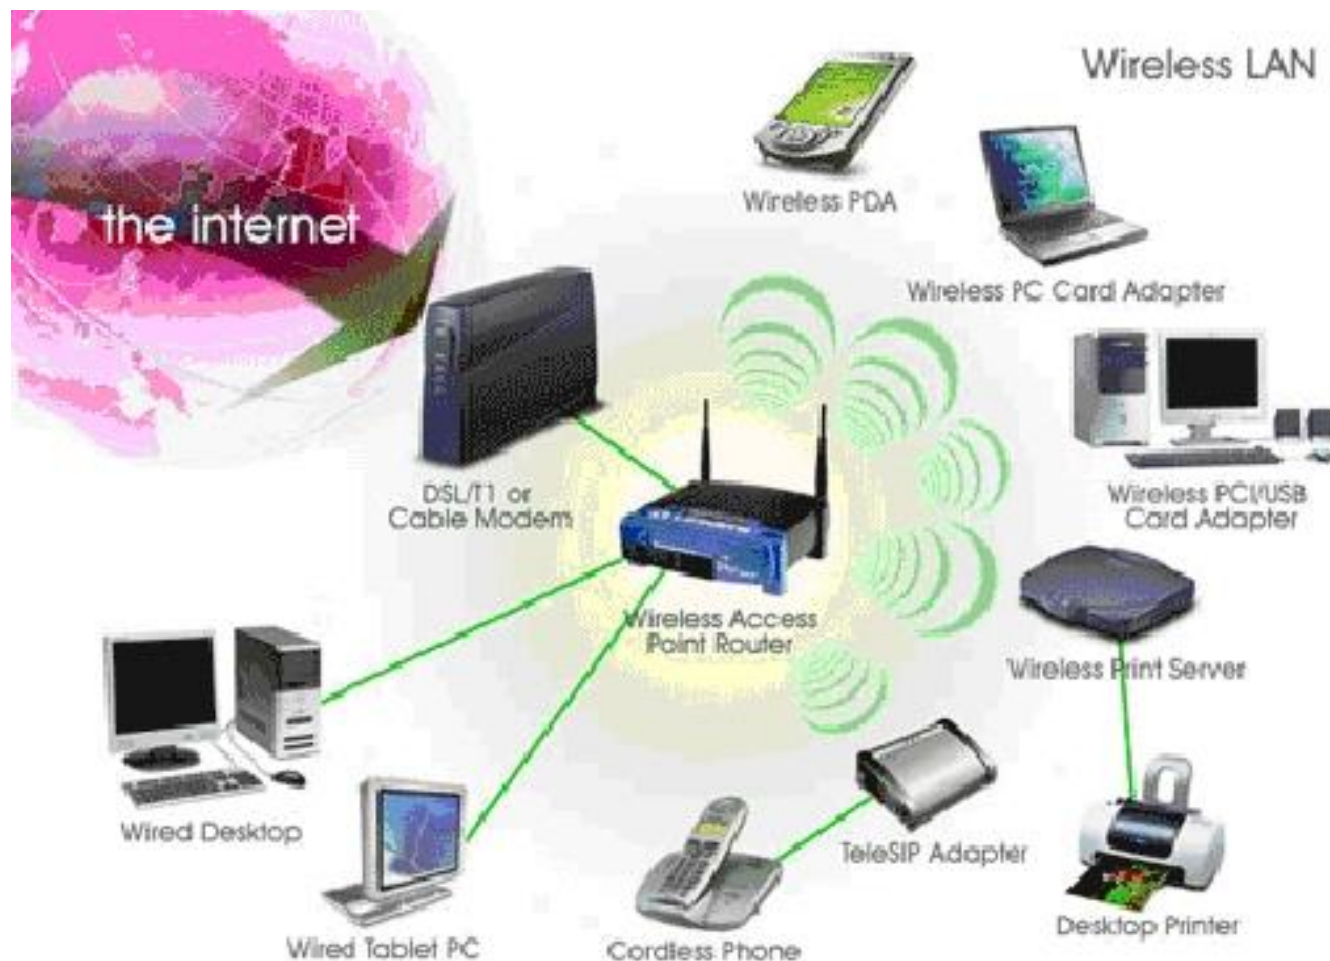 Wireless LAN
the internet
Wireless PDA
Wireless PC Card Adapter
DSL/T1 or
Cable Modem
Wireless PCI/USB
Card Adapter
Wireless Access
Point Router
Wireless Print Server
Wired Desktop
TeleSIP Adapter
Desktop Printer
Wired Tablet PC
Cordless Phone